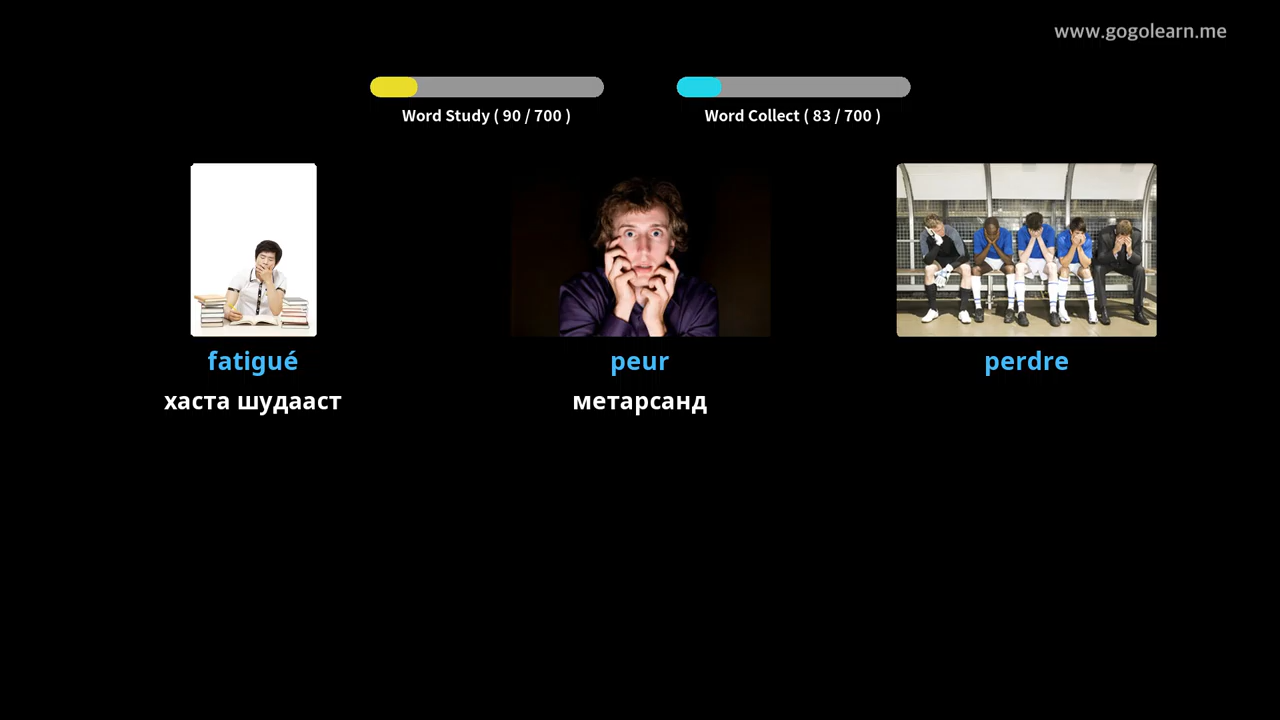 www.gogolearn.me
Word Study ( 90 / 700 )
Word Collect ( 83 / 700 )
fatigué
peur
perdre
хаста шудааст
метарсанд